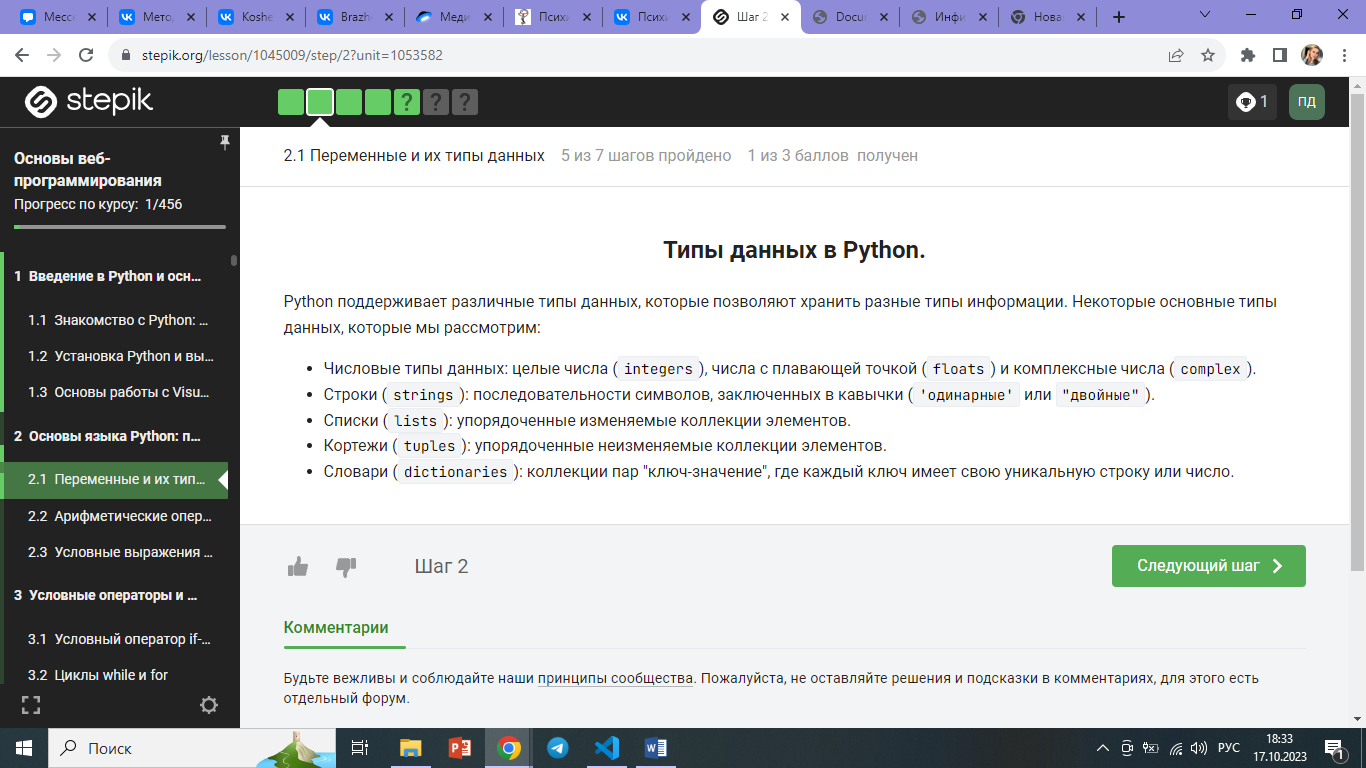 Мессе
Мето,
Koshe
Brazh
Меди
Психи
Психи
Шаг 2
Docur
Инфи
Нова
stepik.org/lesson/1045009/step/2?unit=1053582
stepik
? ? ?
1
ПД
Основы веб-
программирования
Прогресс по курсу: 1/456
1 Введение в Python и осн...
1.1 Знакомство с Python: ...
1.2 Установка Python и вы...
1.3 Основы работы с Visu...
2 Основы языка Python: п...
2.1 Переменные и их тип...
2.2 Арифметические опер...
2.3 Условные выражения ...
3 Условные операторы и ...
3.1 Условный оператор if-...
3.2 Циклы while и for
2.1 Переменные и их типы данных 5 из 7 шагов пройдено 1 из 3 баллов получен
Типы данных в Python.
Python поддерживает различные типы данных, которые позволяют хранить разные типы информации. Некоторые основные типы
данных, которые мы рассмотрим:
• Числовые типы данных: целые числа ( integers ), числа с плавающей точкой ( floats ) и комплексные числа ( complex ).
• Строки ( strings ): последовательности символов, заключенных в кавычки ( 'одинарные' или "двойные" ).
• Списки ( lists ): упорядоченные изменяемые коллекции элементов.
• Кортежи ( tuples ): упорядоченные неизменяемые коллекции элементов.
• Словари ( dictionaries ): коллекции пар "ключ-значение", где каждый ключ имеет свою уникальную строку или число.
Шаг 2
Следующий шаг
Комментарии
Будьте вежливы и соблюдайте наши принципы сообщества. Пожалуйста, не оставляйте решения и подсказки в комментариях, для этого есть
отдельный форум.
Поиск
РУС
18:33
17.10.2023
1